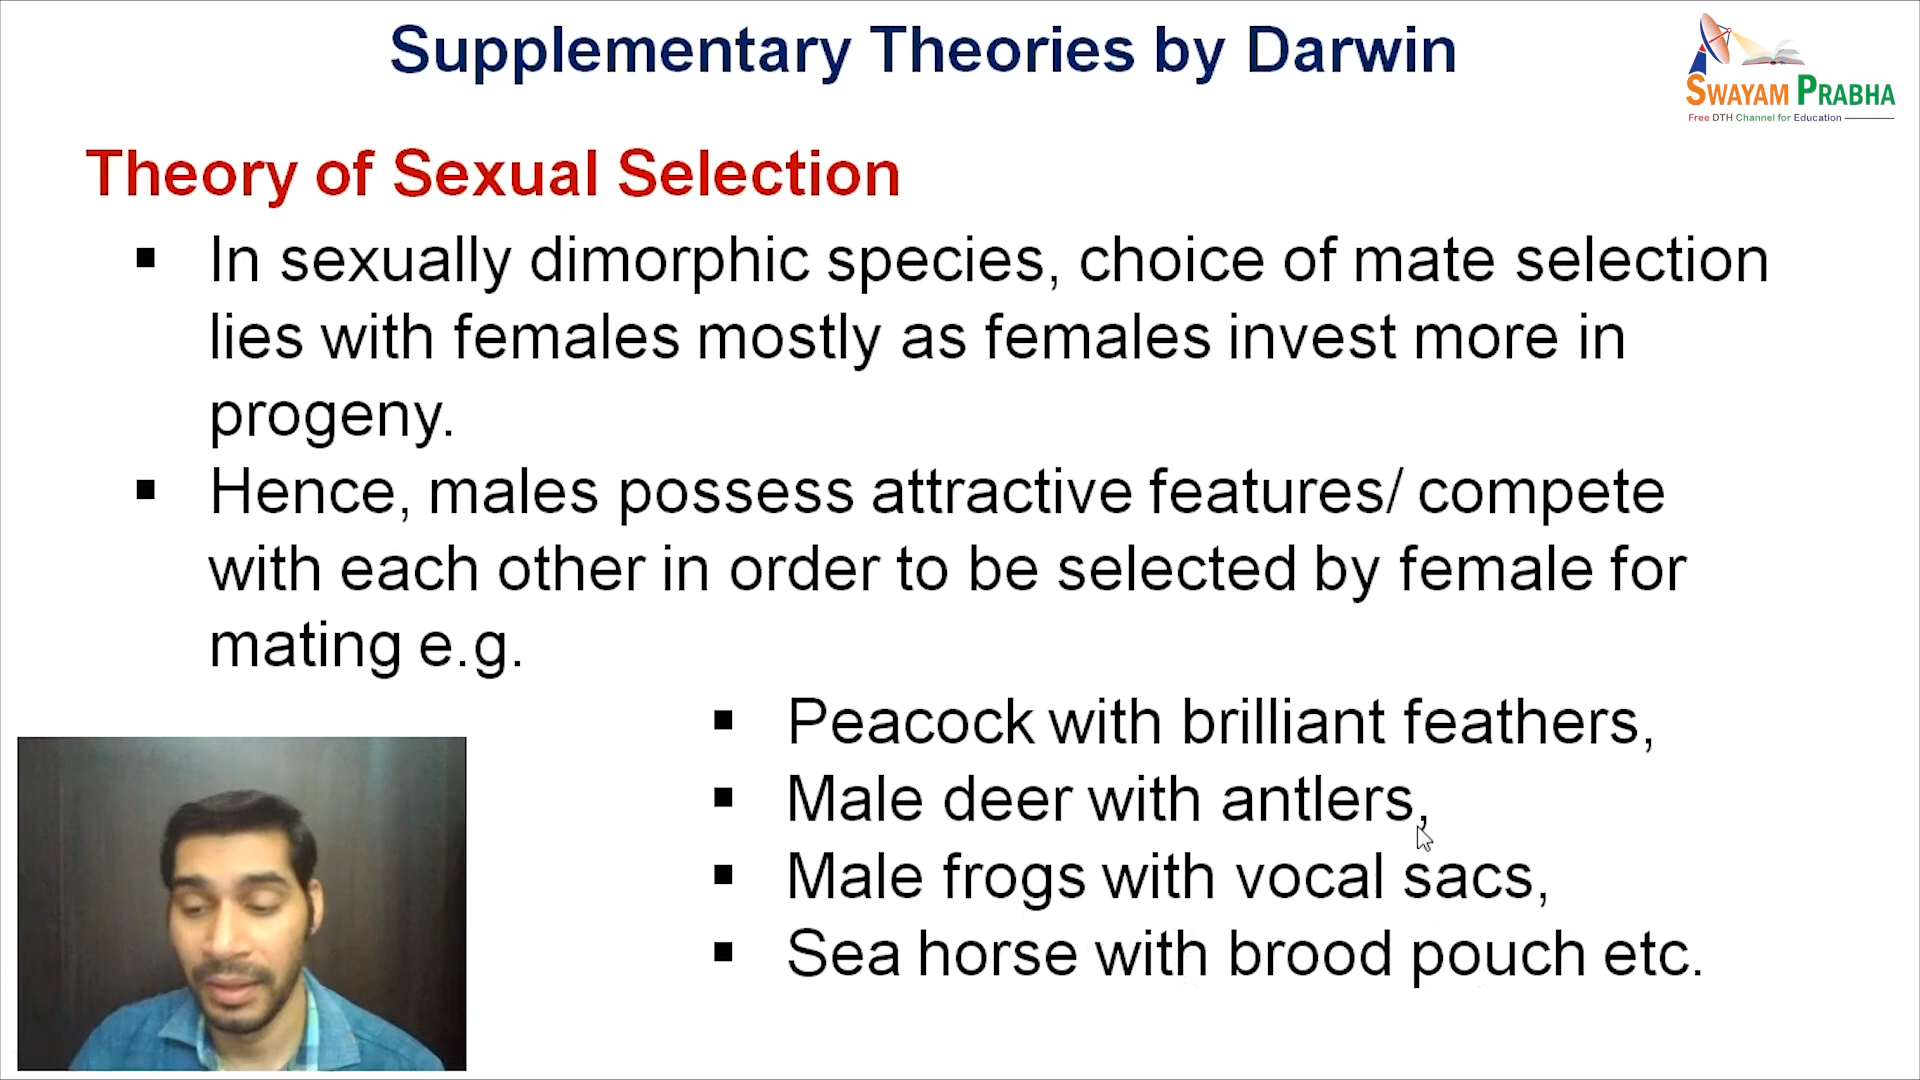 Supplementary Theories by Darwin
SWAYAM PRABHA
Free DTH Channel for Education
Theory of Sexual Selection
▪ In sexually dimorphic species, choice of mate selection
lies with females mostly as females invest more in
progeny.
▪ Hence, males possess attractive features/ compete
with each other in order to be selected by female for
mating e.g.
▪ Peacock with brilliant feathers,
▪ Male deer with antlers,
▪ Male frogs with vocal sacs,
▪ Sea horse with brood pouch etc.